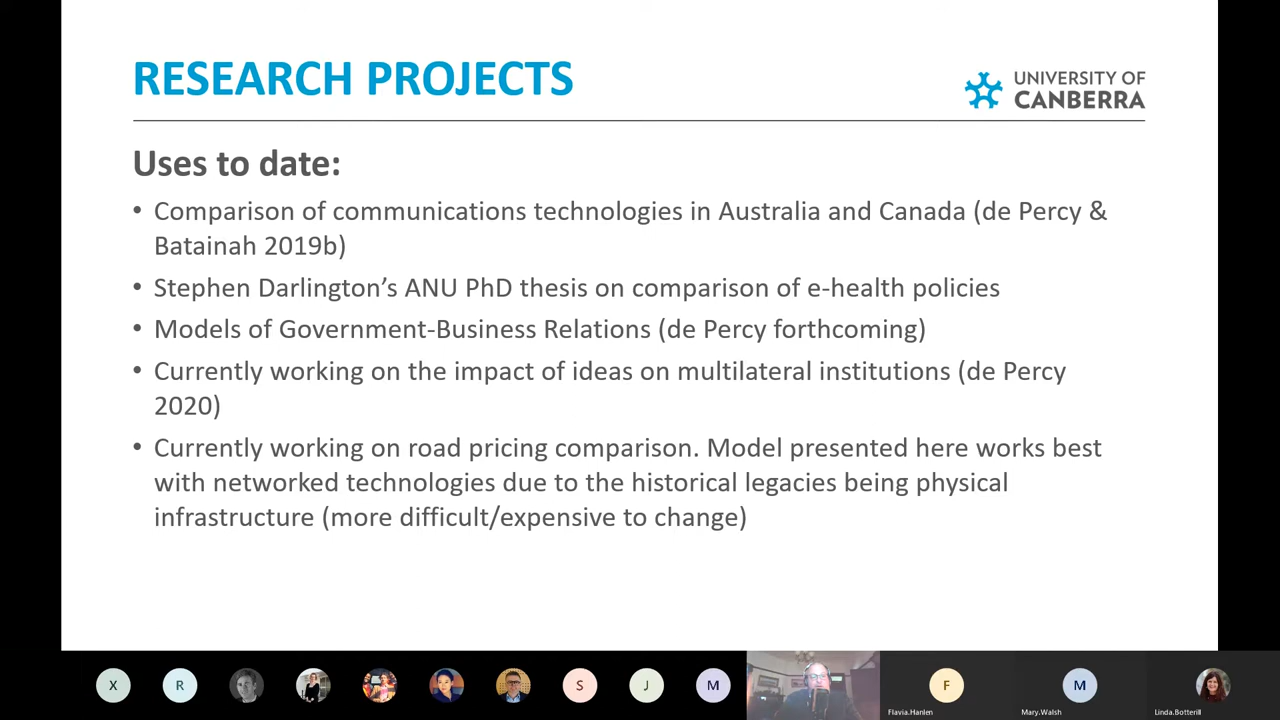 RESEARCH PROJECTS
UNIVERSITY OF
CANBERRA
Uses to date:
• Comparison of communications technologies in Australia and Canada (de Percy &
Batainah 2019b)
• Stephen Darlington’s ANU PhD thesis on comparison of e-health policies
• Models of Government-Business Relations (de Percy forthcoming)
• Currently working on the impact of ideas on multilateral institutions (de Percy
2020)
• Currently working on road pricing comparison. Model presented here works best
with networked technologies due to the historical legacies being physical
infrastructure (more difficult/expensive to change)
X R S J M F M
Flavia.Hanlen Mary.Walsh Linda.Botterill